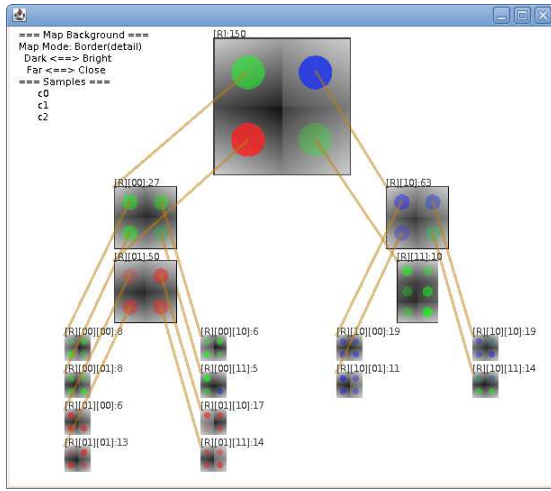 === Map Background ===
Map Mode: Border(detail)
Dark <==> Bright
Far <==> Close
=== Samples ===
c0
c1
c2
[R]:150
[R][00]:27
[R][10]:63
[R][01]:50
[R][11]:10
[R][00][00]:8
[R][00][10]:6
[R][10][00]:19
[R][10][10]:19
[R][00][01]:8
[R][00][11]:5
[R][10][01]:11
[R][10][11]:14
[R][01][00]:6
[R][01][10]:17
[R][01][01]:13
[R][01][11]:14